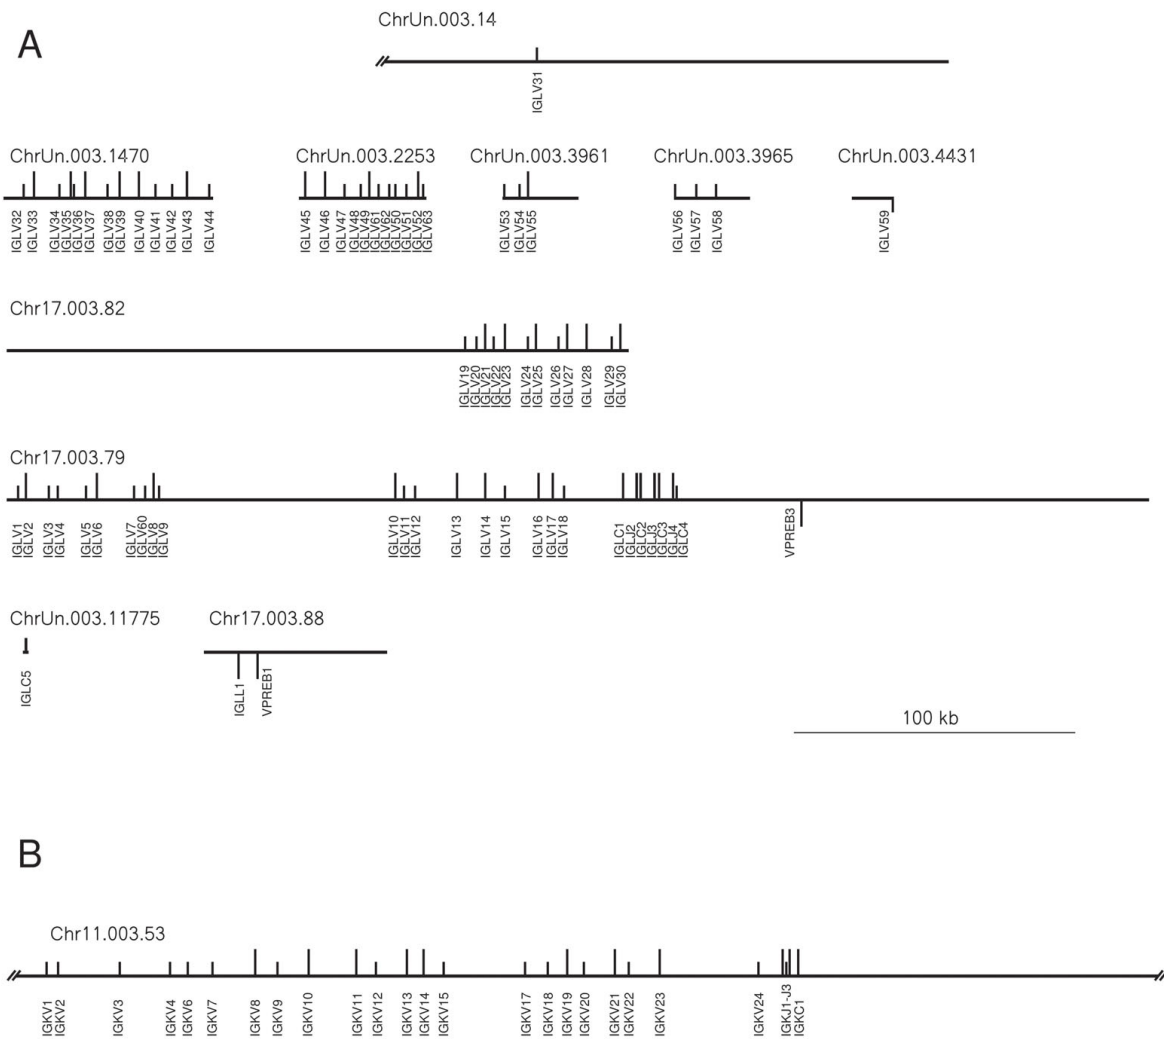 A
ChrUn.003.14
IGLV31
ChrUn.003.1470 ChrUn.003.2253 ChrUn.003.3961 ChrUn.003.3965 ChrUn.003.4431
IGLV32 IGLV33 IGLV34 IGLV35 IGLV36 IGLV37 IGLV38 IGLV39 IGLV40 IGLV41 IGLV42 IGLV43 IGLV44 IGLV45 IGLV46 IGLV47 IGLV48 IGLV49 IGLV61 IGLV62 IGLV50 IGLV51 IGLV52 IGLV63 IGLV53 IGLV54 IGLV55 IGLV56 IGLV57 IGLV58 IGLV59
Chr17.003.82
IGLV19 IGLV20 IGLV21 IGLV22 IGLV23 IGLV24 IGLV25 IGLV26 IGLV27 IGLV28 IGLV29 IGLV30
Chr17.003.79
IGLV1 IGLV2 IGLV3 IGLV4 IGLV5 IGLV6 IGLV7 IGLV60 IGLV8 IGLV9 IGLV10 IGLV11 IGLV12 IGLV13 IGLV14 IGLV15 IGLV16 IGLV17 IGLV18 IGLC1 IGLJ2 IGLC2 IGLJ3 IGLC3 IGLJ4 IGLC4 VPREB3
ChrUn.003.11775 Chr17.003.88
IGLC5 IGLL1 VPREB1
100 kb
B
Chr11.003.53
IGKV1 IGKV2 IGKV3 IGKV4 IGKV6 IGKV7 IGKV8 IGKV9 IGKV10 IGKV11 IGKV12 IGKV13 IGKV14 IGKV15 IGKV17 IGKV18 IGKV19 IGKV20 IGKV21 IGKV22 IGKV23 IGKV24 IGKJ1-J3 IGKC1